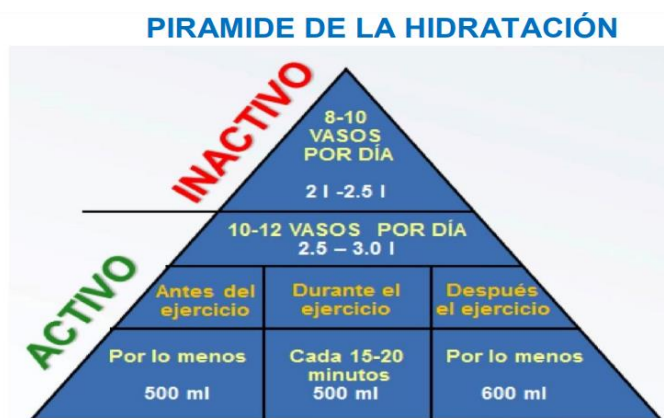 PIRAMIDE DE LA HIDRATACIÓN
INACTIVO
8-10
VASOS
POR DÍA
2 l -2.5 l
ACTIVO
10-12 VASOS POR DÍA
2.5 – 3.0 l
Antes del
ejercicio
Durante el
ejercicio
Después
el ejercicio
Por lo menos
500 ml
Cada 15-20
minutos
500 ml
Por lo menos
600 ml